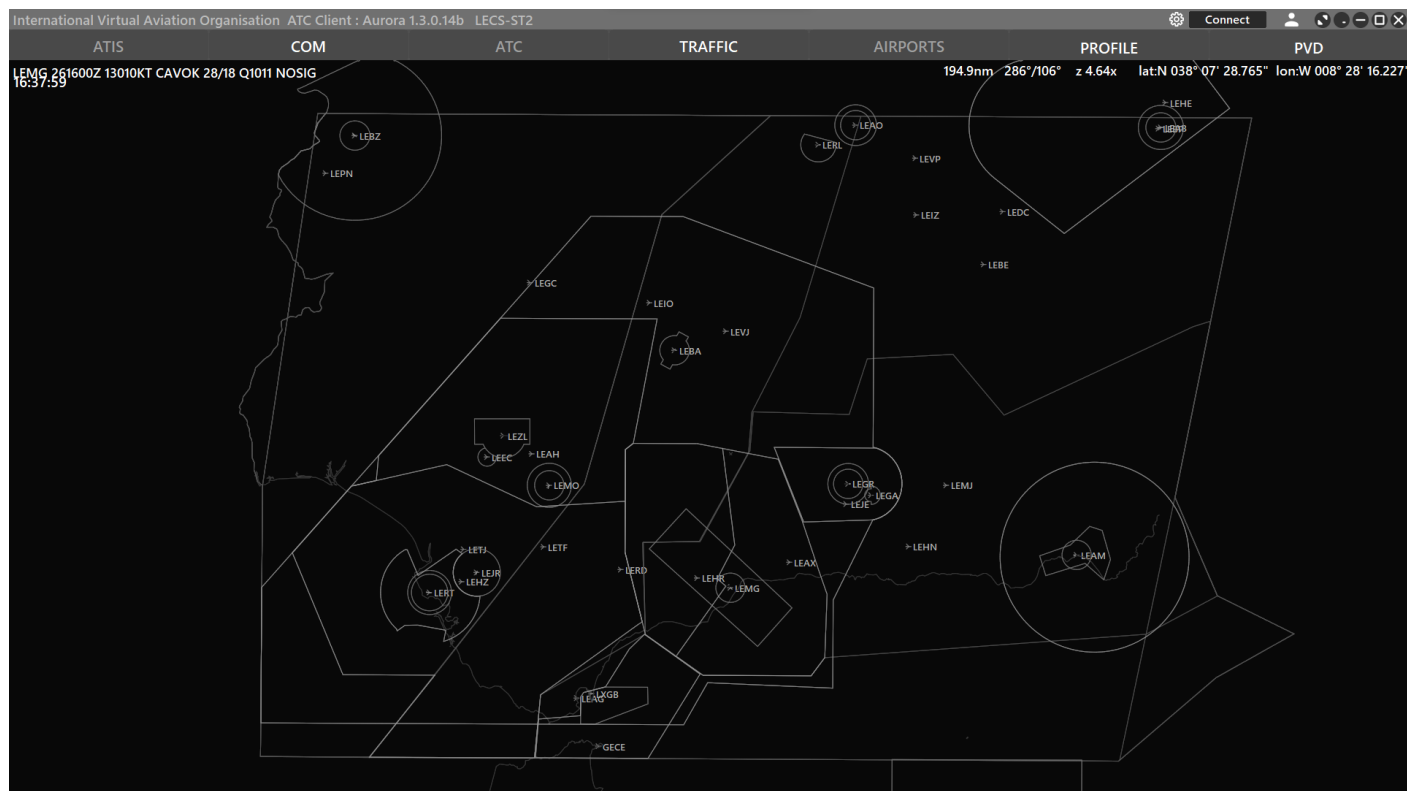 International Virtual Aviation Organisation ATC Client : Aurora 1.3.0.14b LECS-ST2 Connect
ATIS COM ATC TRAFFIC AIRPORTS PROFILE PVD
LEMG 261600Z 13010KT CAVOK 28/18 Q1011 NOSIG 194.9nm 286°/106° z 4.64x lat:N 038° 07' 28.765" lon:W 008° 28' 16.227"
16:37:59
LEHE
LEAO
LEBZ
LERL
LEVP
LEPN
LEIZ
LEDC
LEBE
LEGC
LEIO
LEVJ
LEBA
LEZL
LEAH
LEEC
LEMO
LEGR
LEGA
LEMJ
LEJE
LETJ
LETF
LEHN
LEAM
LEAX
LERD
LEJR
LEHZ
LEHR
LEMG
LERT
LXGB
LEAG
GECE